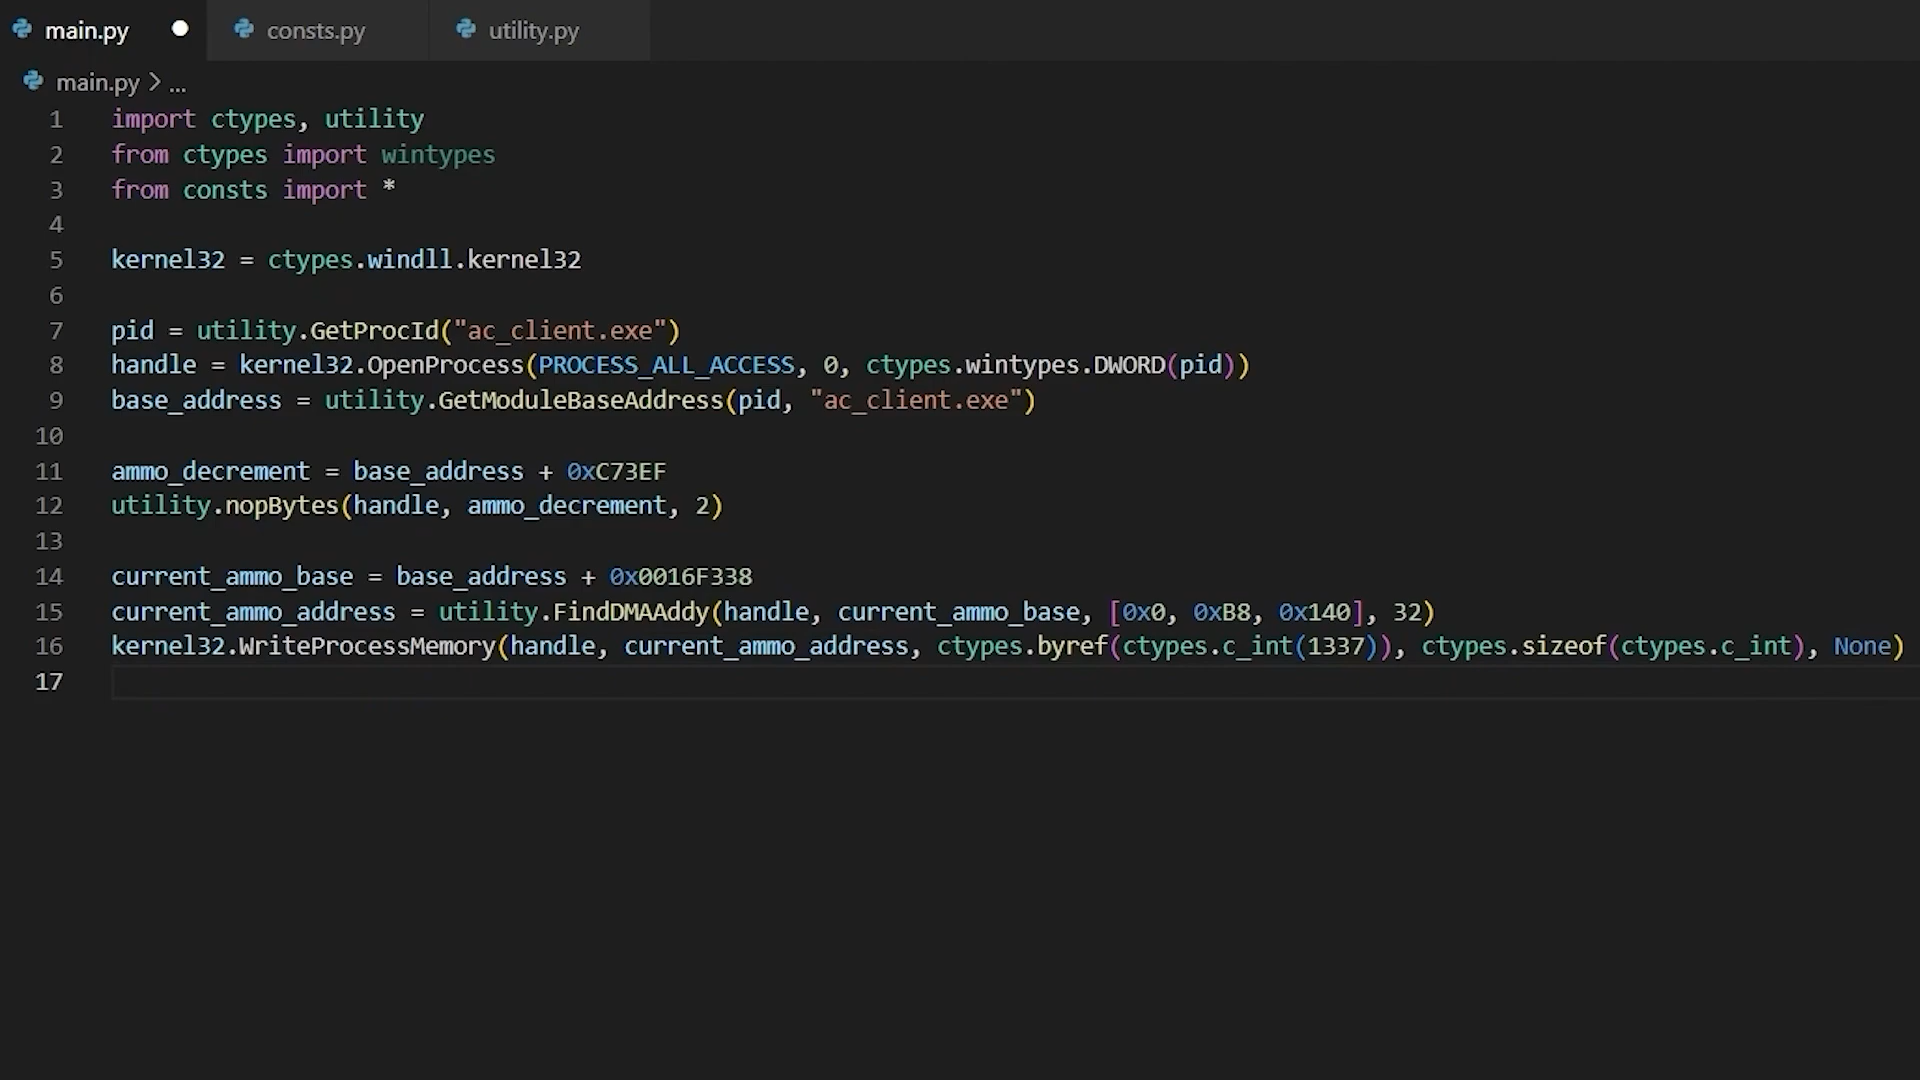 main.py consts.py utility.py
main.py > ...
1 import ctypes, utility
2 from ctypes import wintypes
3 from consts import *
4
5 kernel32 = ctypes.windll.kernel32
6
7 pid = utility.GetProcId("ac_client.exe")
8 handle = kernel32.OpenProcess(PROCESS_ALL_ACCESS, 0, ctypes.wintypes.DWORD(pid))
9 base_address = utility.GetModuleBaseAddress(pid, "ac_client.exe")
10
11 ammo_decrement = base_address + 0xC73EF
12 utility.nopBytes(handle, ammo_decrement, 2)
13
14 current_ammo_base = base_address + 0x0016F338
15 current_ammo_address = utility.FindDMAAddy(handle, current_ammo_base, [0x0, 0xB8, 0x140], 32)
16 kernel32.WriteProcessMemory(handle, current_ammo_address, ctypes.byref(ctypes.c_int(1337)), ctypes.sizeof(ctypes.c_int), None)
17